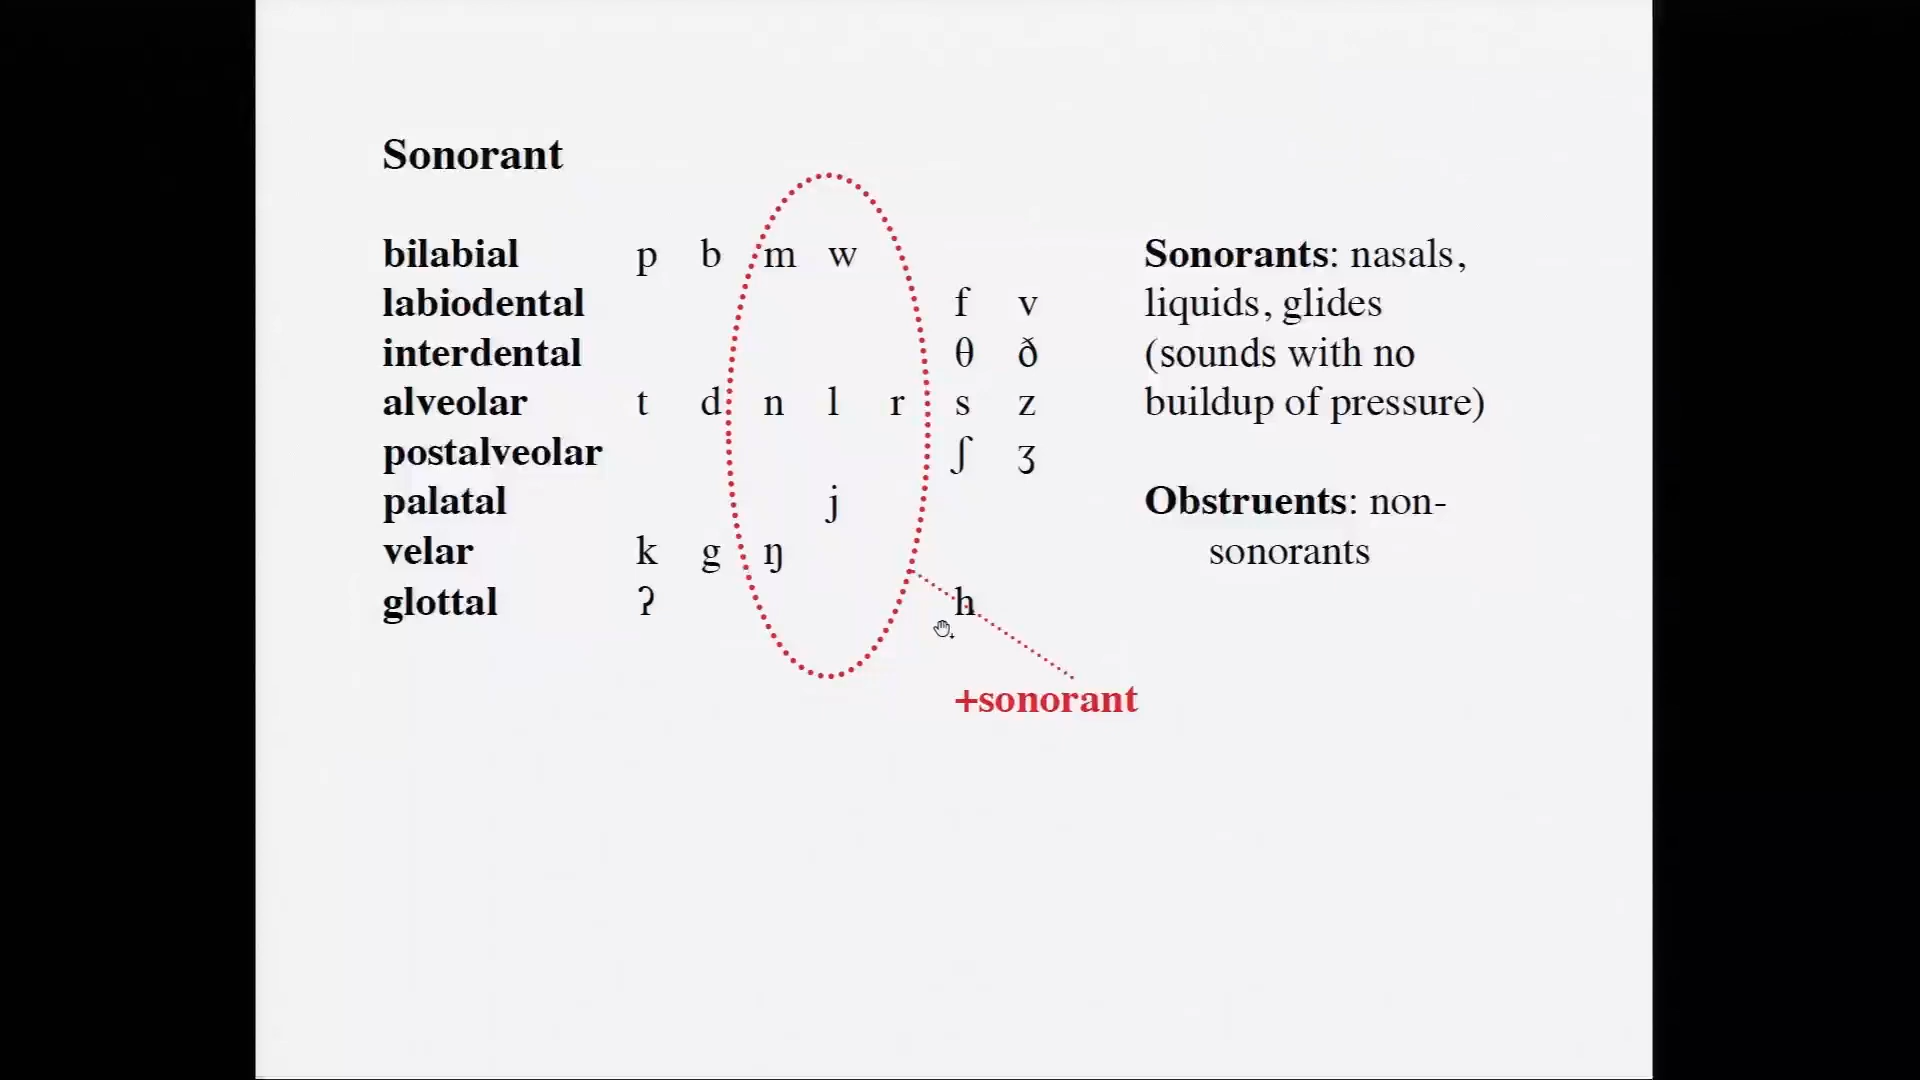 Sonorant
bilabial p b m w
labiodental f v
interdental θ ð
alveolar t d n l r s z
postalveolar ʃ ʒ
palatal j
velar k g ŋ
glottal ʔ h
Sonorants: nasals,
liquids, glides
(sounds with no
buildup of pressure)
Obstruents: non-
sonorants
+sonorant